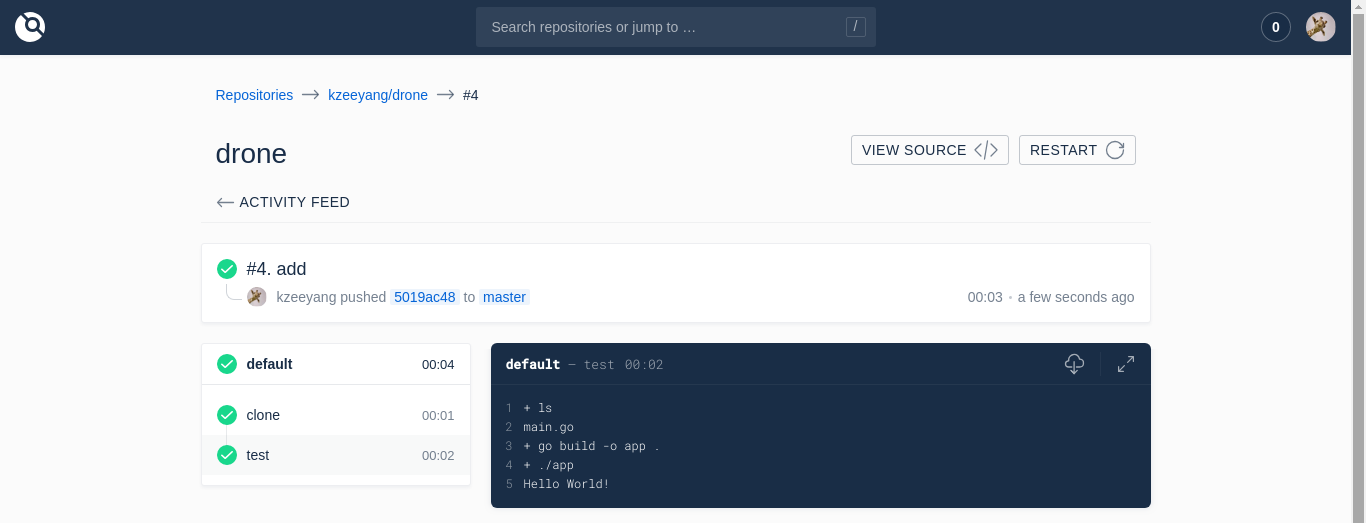 Search repositories or jump to … /
0
Repositories → kzeeyang/drone → #4
drone
VIEW SOURCE </>
RESTART
← ACTIVITY FEED
#4. add
kzeeyang pushed 5019ac48 to master
00:03 • a few seconds ago
default 00:04
clone 00:01
test 00:02
default — test 00:02
1 + ls
2 main.go
3 + go build -o app .
4 + ./app
5 Hello World!